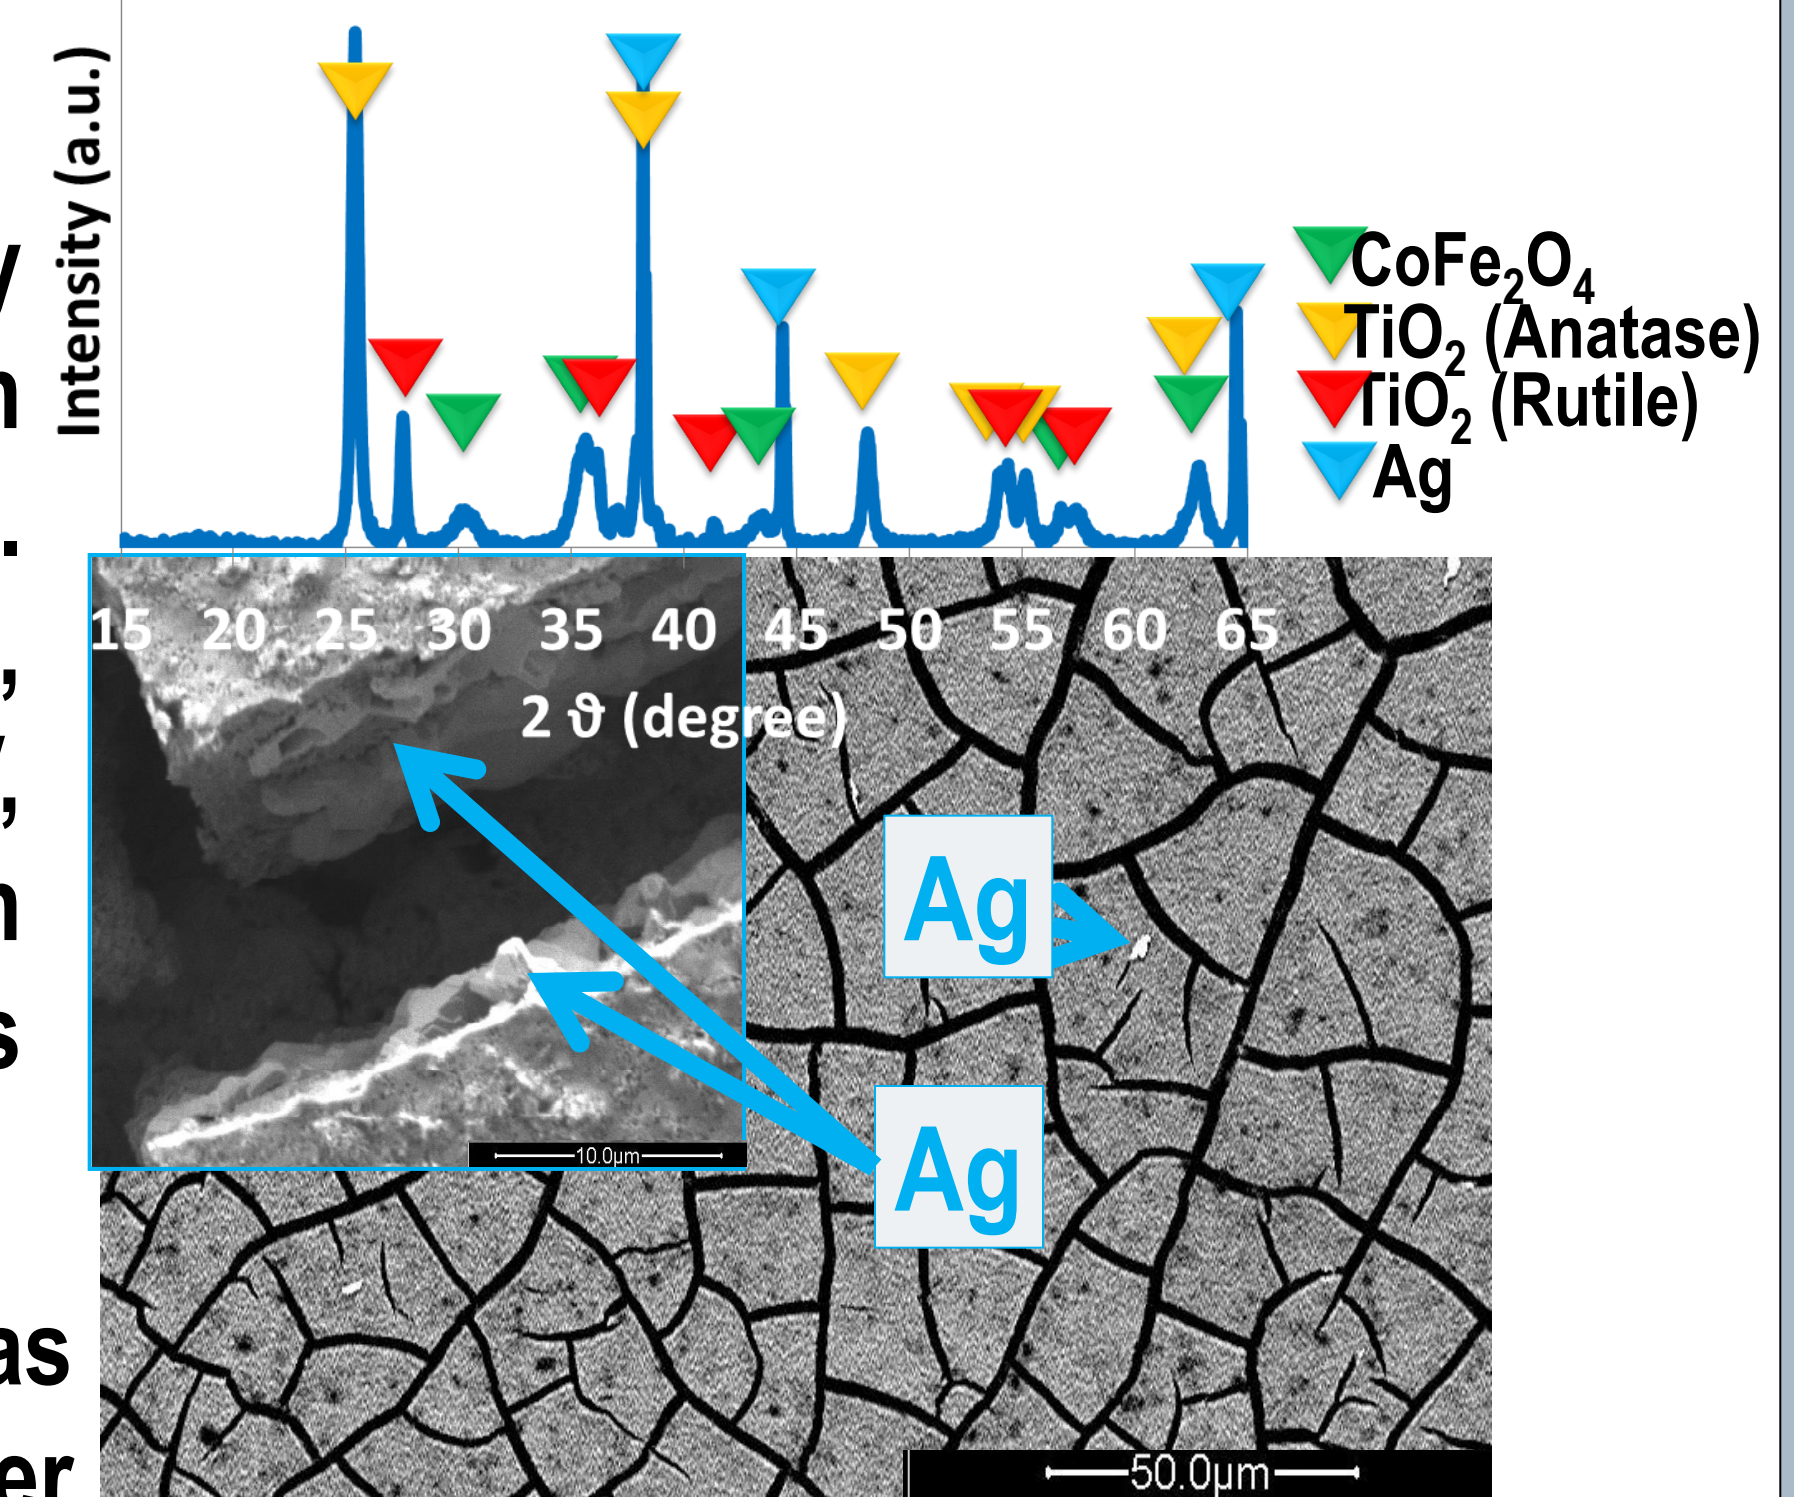 Intensity (a.u.)
CoFe₂O₄
TiO₂ (Anatase)
TiO₂ (Rutile)
Ag
15 20 25 30 35 40 45 50 55 60 65
2 ϑ (degree)
Ag
Ag
10.0µm
as
er
50.0µm